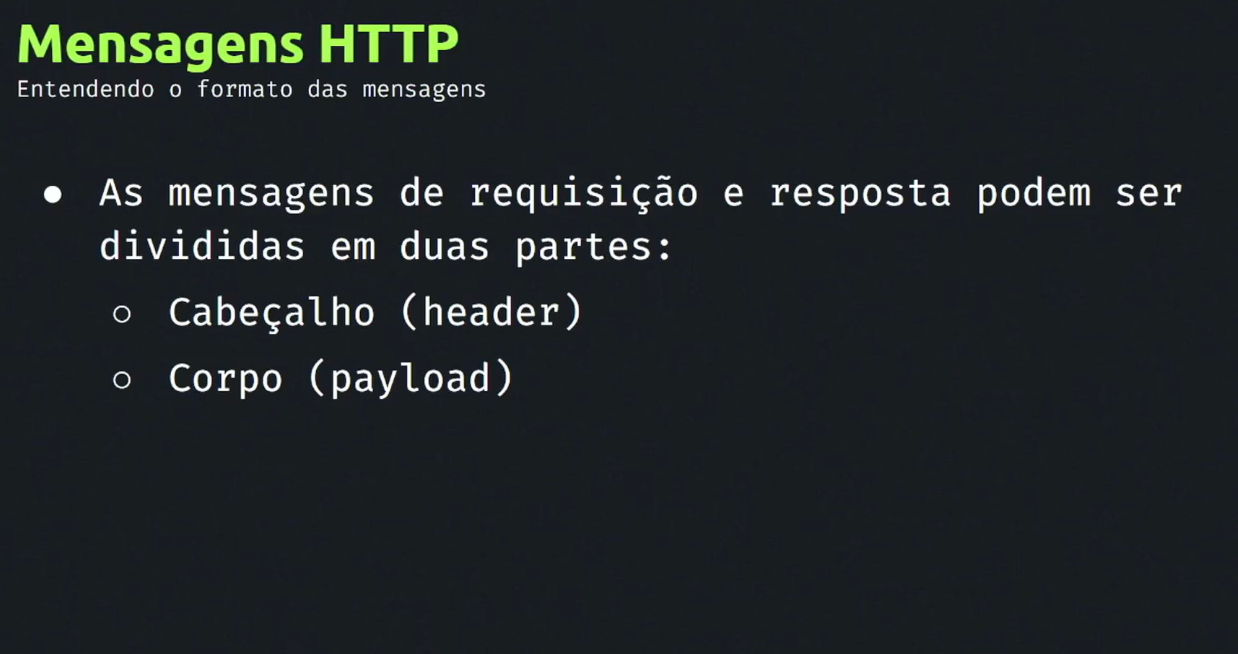 Mensagens HTTP
Entendendo o formato das mensagens
● As mensagens de requisição e resposta podem ser
divididas em duas partes:
○ Cabeçalho (header)
○ Corpo (payload)